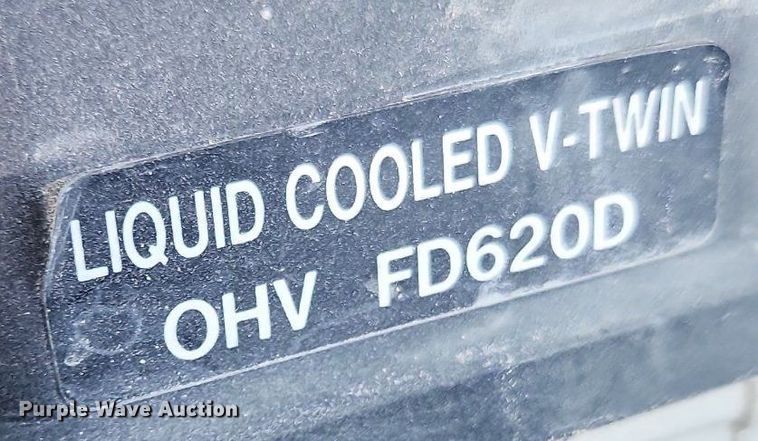 LIQUID COOLED V-TWIN
OHV FD620D
Purple Wave Auction